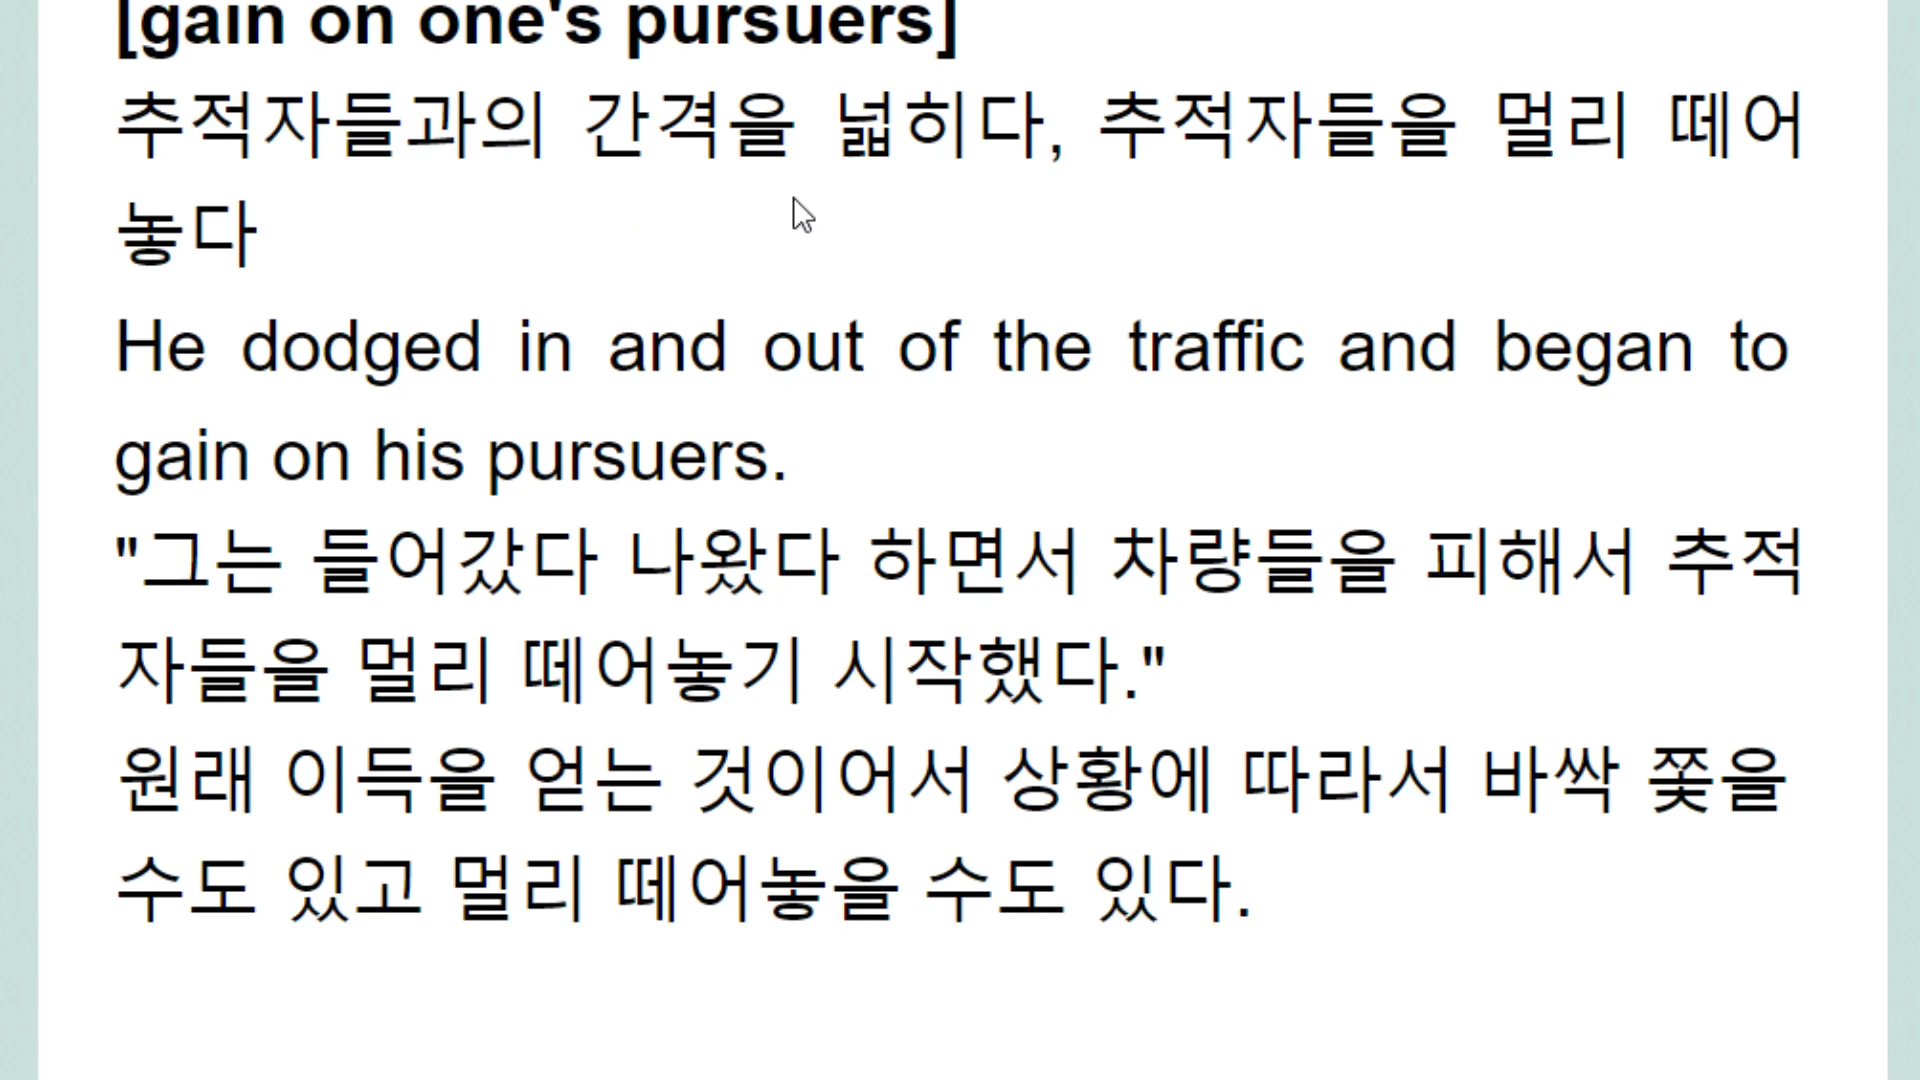 [gain on one's pursuers]
추적자들과의 간격을 넓히다, 추적자들을 멀리 떼어
놓다
He dodged in and out of the traffic and began to
gain on his pursuers.
"그는 들어갔다 나왔다 하면서 차량들을 피해서 추적
자들을 멀리 떼어놓기 시작했다."
원래 이득을 얻는 것이어서 상황에 따라서 바싹 쫓을
수도 있고 멀리 떼어놓을 수도 있다.